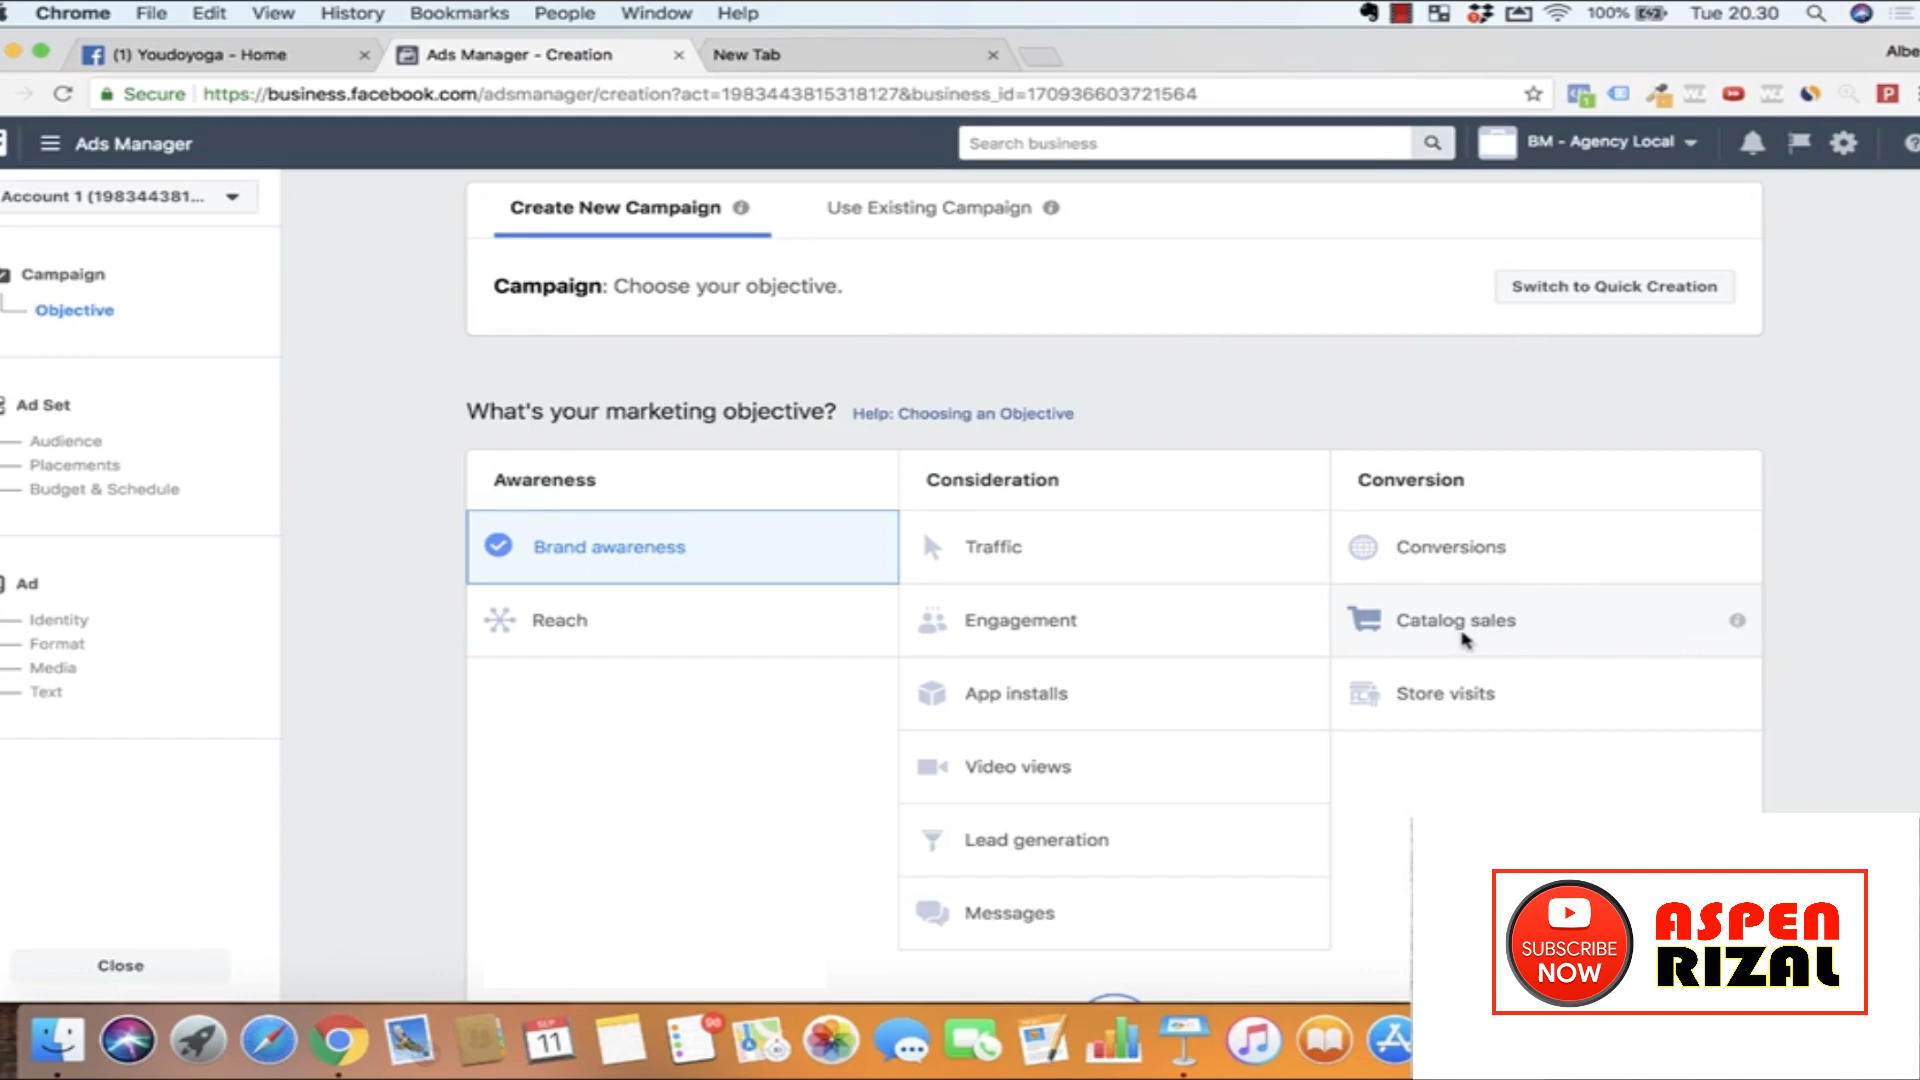 Chrome File Edit View History Bookmarks People Window Help
100% Tue 20.30
(1) Youdoyoga - Home
Ads Manager - Creation
New Tab
Albe
Secure https://business.facebook.com/adsmanager/creation?act=1983443815318127&business_id=170936603721564
Ads Manager
Search business
BM - Agency Local
Account 1 (198344381...
Create New Campaign
Use Existing Campaign
Campaign: Choose your objective.
Switch to Quick Creation
Campaign
Objective
Ad Set
Audience
Placements
Budget & Schedule
Ad
Identity
Format
Media
Text
Close
What's your marketing objective? Help: Choosing an Objective
Awareness
Brand awareness
Reach
Consideration
Traffic
Engagement
App installs
Video views
Lead generation
Messages
Conversion
Conversions
Catalog sales
Store visits
SUBSCRIBE
NOW
ASPEN
RIZAL
SEP
11